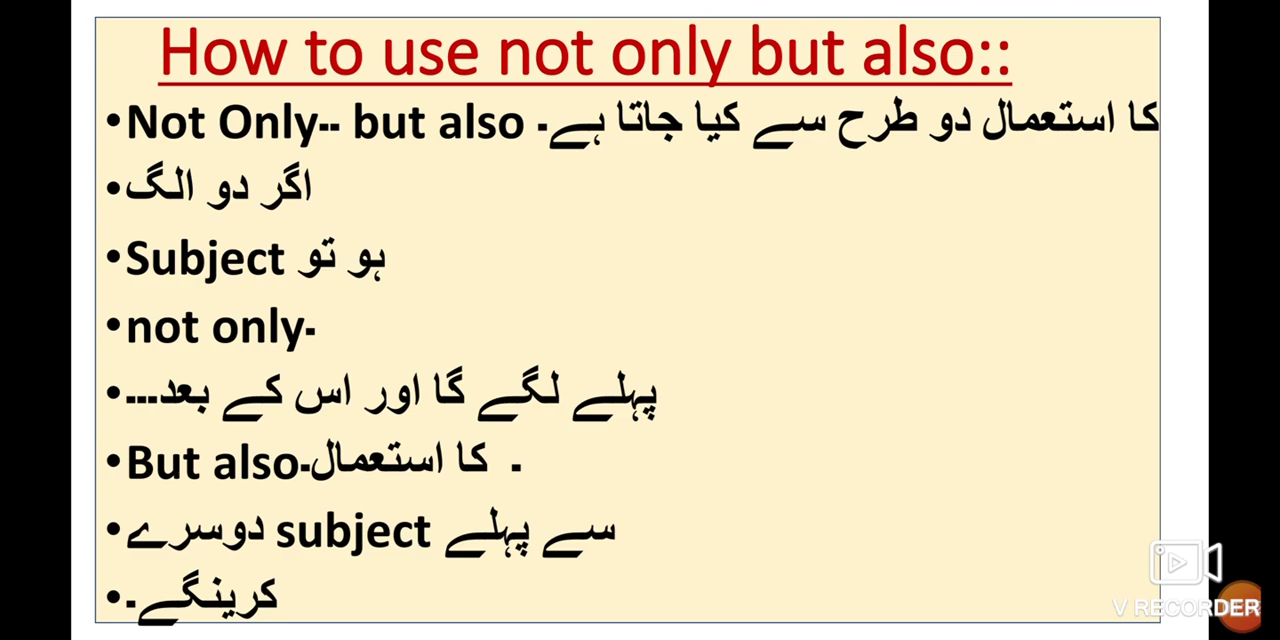 How to use not only but also::
•Not Only-- but also کا استعمال دو طرح سے کیا جاتا ہے۔
•اگر دو الگ
•Subject ہو تو
•not only-
•پہلے لگے گا اور اس کے بعد۔۔۔
•But also-کا استعمال ۔
•دوسرے subject سے پہلے
•کرینگے۔
V RECORDER